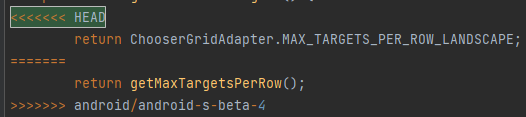 <<<<<<< HEAD
        return ChooserGridAdapter.MAX_TARGETS_PER_ROW_LANDSCAPE;
=======
        return getMaxTargetsPerRow();
>>>>>>> android/android-s-beta-4